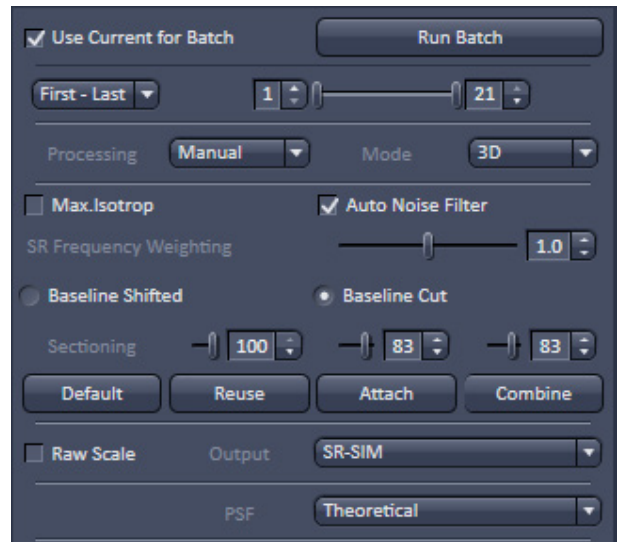 Use Current for Batch Run Batch
First - Last 1 21
Processing Manual Mode 3D
Max.Isotrop Auto Noise Filter
SR Frequency Weighting 1.0
Baseline Shifted Baseline Cut
Sectioning 100 83 83
Default Reuse Attach Combine
Raw Scale Output SR-SIM
PSF Theoretical